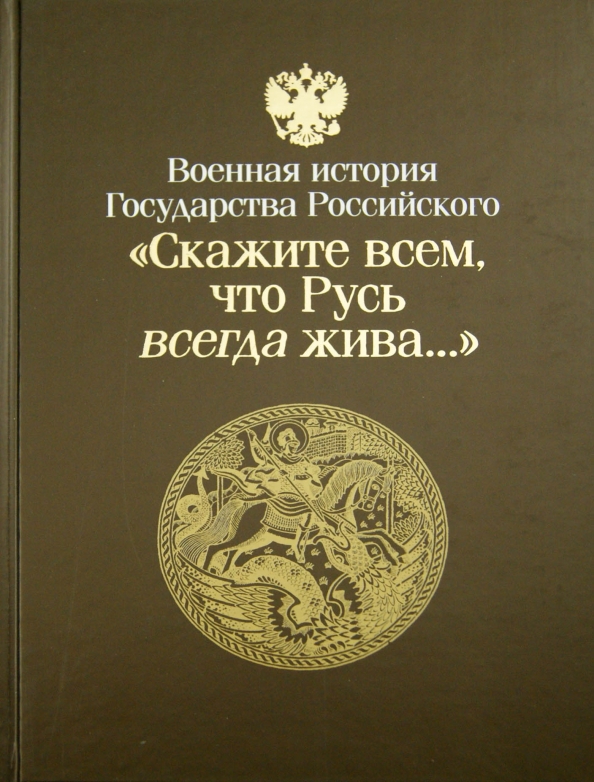 Военная история
Государства Российского
«Скажите всем,
что Русь
всегда жива...»